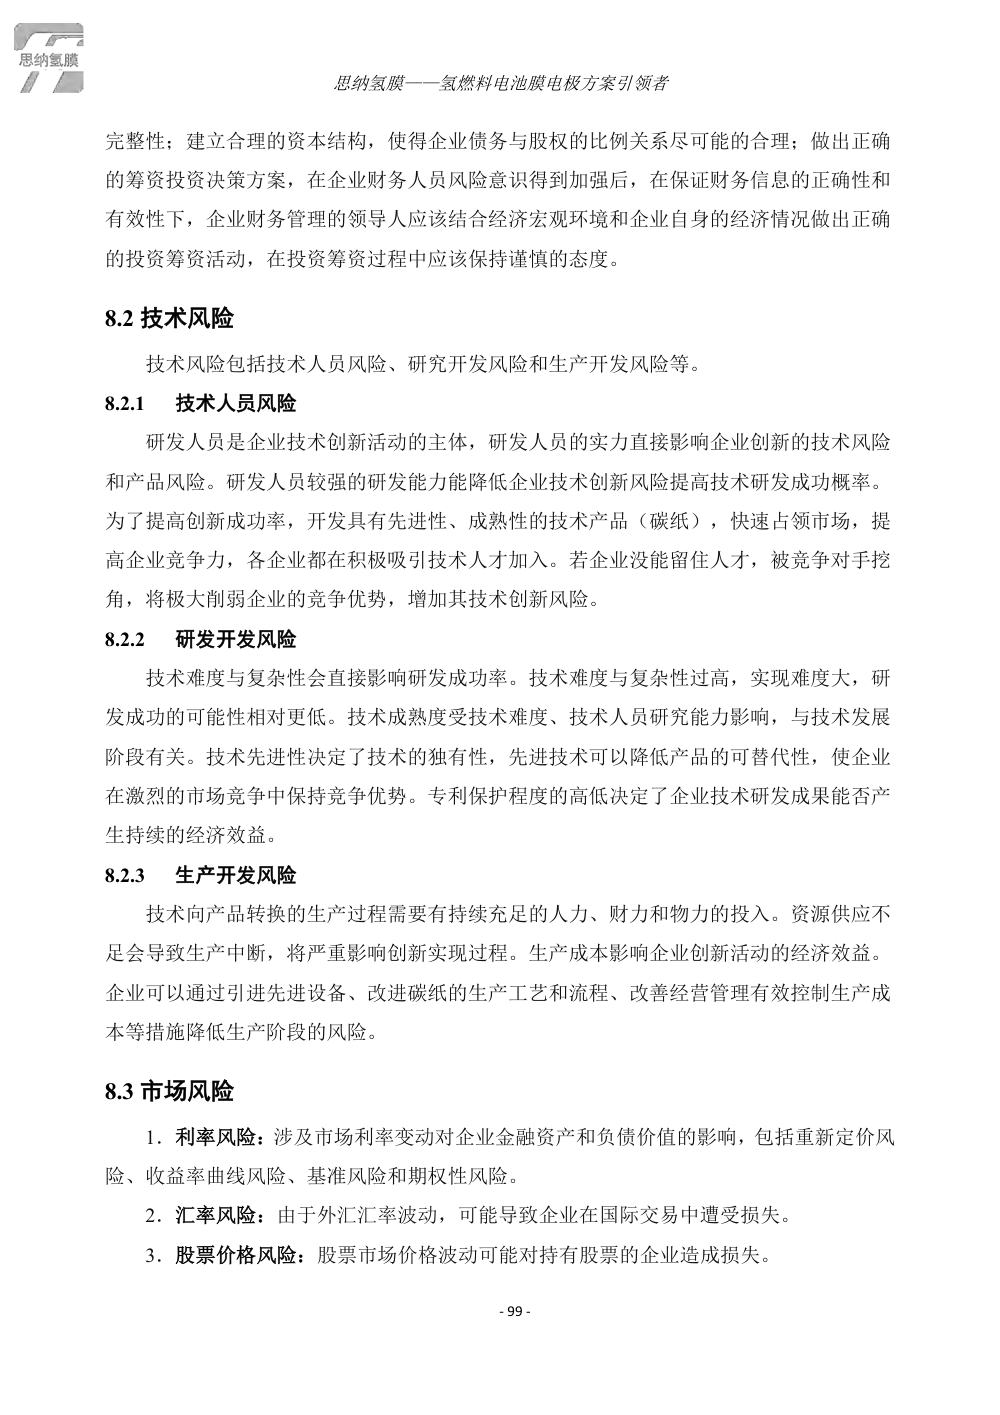 思纳氢膜
思纳氢膜——氢燃料电池膜电极方案引领者
完整性；建立合理的资本结构，使得企业债务与股权的比例关系尽可能的合理；做出正确
的筹资投资决策方案，在企业财务人员风险意识得到加强后，在保证财务信息的正确性和
有效性下，企业财务管理的领导人应该结合经济宏观环境和企业自身的经济情况做出正确
的投资筹资活动，在投资筹资过程中应该保持谨慎的态度。
8.2 技术风险
技术风险包括技术人员风险、研究开发风险和生产开发风险等。
8.2.1 技术人员风险
研发人员是企业技术创新活动的主体，研发人员的实力直接影响企业创新的技术风险
和产品风险。研发人员较强的研发能力能降低企业技术创新风险提高技术研发成功概率。
为了提高创新成功率，开发具有先进性、成熟性的技术产品（碳纸），快速占领市场，提
高企业竞争力，各企业都在积极吸引技术人才加入。若企业没能留住人才，被竞争对手挖
角，将极大削弱企业的竞争优势，增加其技术创新风险。
8.2.2 研发开发风险
技术难度与复杂性会直接影响研发成功率。技术难度与复杂性过高，实现难度大，研
发成功的可能性相对更低。技术成熟度受技术难度、技术人员研究能力影响，与技术发展
阶段有关。技术先进性决定了技术的独有性，先进技术可以降低产品的可替代性，使企业
在激烈的市场竞争中保持竞争优势。专利保护程度的高低决定了企业技术研发成果能否产
生持续的经济效益。
8.2.3 生产开发风险
技术向产品转换的生产过程需要有持续充足的人力、财力和物力的投入。资源供应不
足会导致生产中断，将严重影响创新实现过程。生产成本影响企业创新活动的经济效益。
企业可以通过引进先进设备、改进碳纸的生产工艺和流程、改善经营管理有效控制生产成
本等措施降低生产阶段的风险。
8.3 市场风险
1．利率风险：涉及市场利率变动对企业金融资产和负债价值的影响，包括重新定价风
险、收益率曲线风险、基准风险和期权性风险。
2．汇率风险：由于外汇汇率波动，可能导致企业在国际交易中遭受损失。
3．股票价格风险：股票市场价格波动可能对持有股票的企业造成损失。
- 99 -